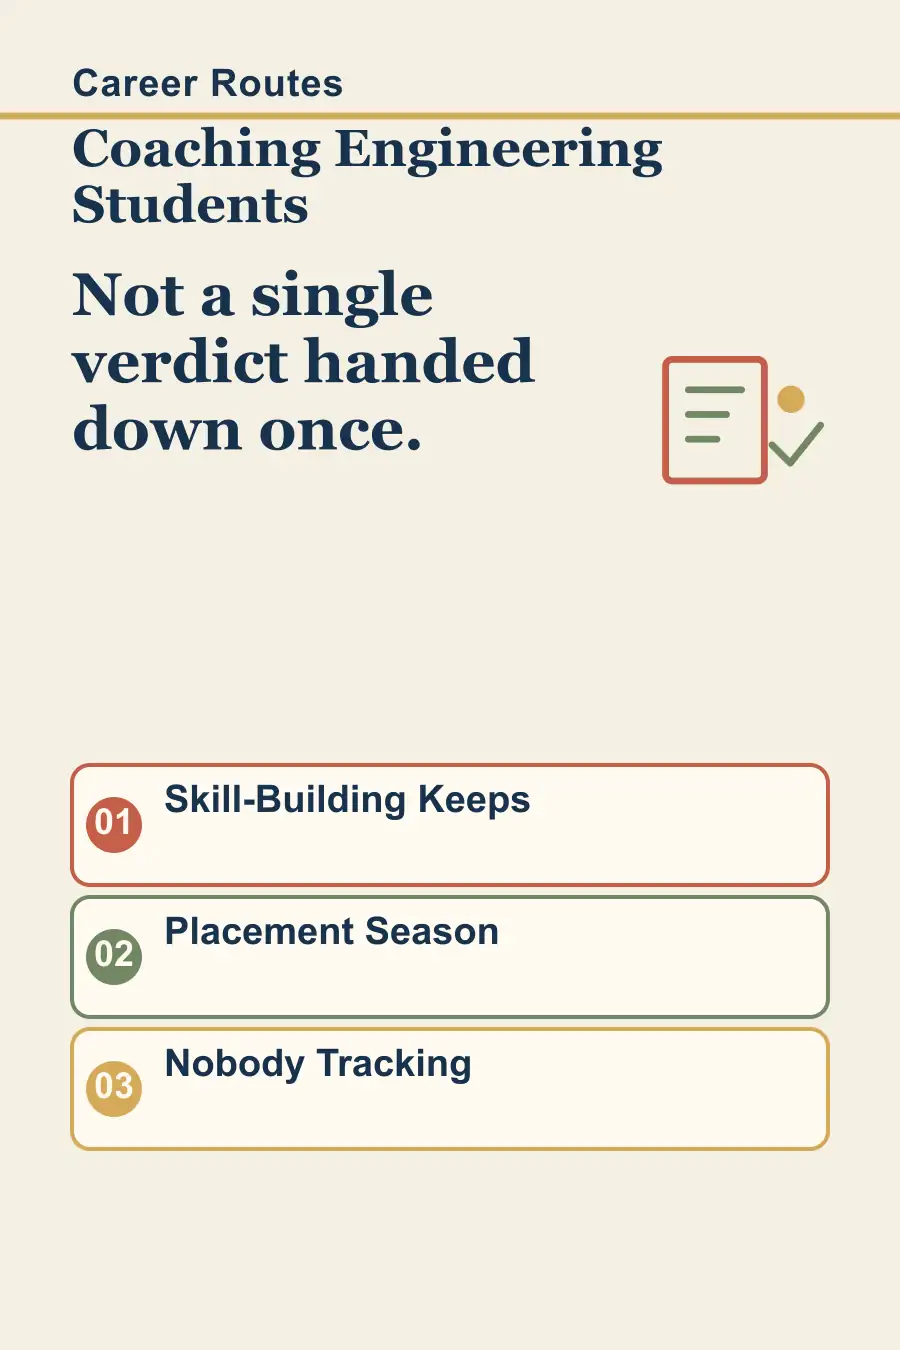 Career Routes
Coaching Engineering
Students
Not a single
verdict handed
down once.
01
Skill-Building Keeps
02
Placement Season
03
Nobody Tracking